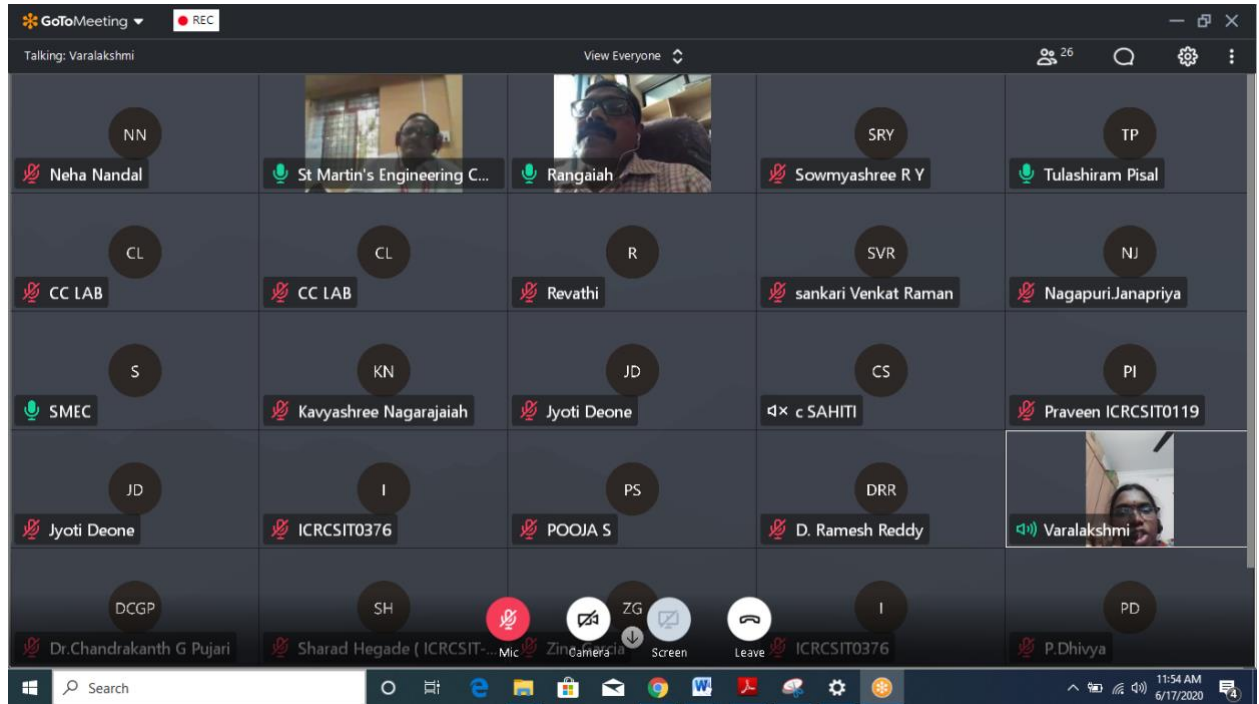 GoToMeeting REC
Talking: Varalakshmi View Everyone 26
NN SRY TP
Neha Nandal St Martin's Engineering C... Rangaiah Sowmyashree R Y Tulashiram Pisal
CL CL R SVR NJ
CC LAB CC LAB Revathi sankari Venkat Raman Nagapuri.Janapriya
S KN JD CS PI
SMEC Kavyashree Nagarajaiah Jyoti Deone c SAHITI Praveen ICRCSIT0119
JD I PS DRR
Jyoti Deone ICRCSIT0376 POOJA S D. Ramesh Reddy Varalakshmi
DCGP SH ZG I PD
Dr.Chandrakanth G Pujari Sharad Hegade ( ICRCSIT-... Zina Garcia ICRCSIT0376 P.Dhivya
Mic Camera Screen Leave
Search 11:54 AM
6/17/2020 4